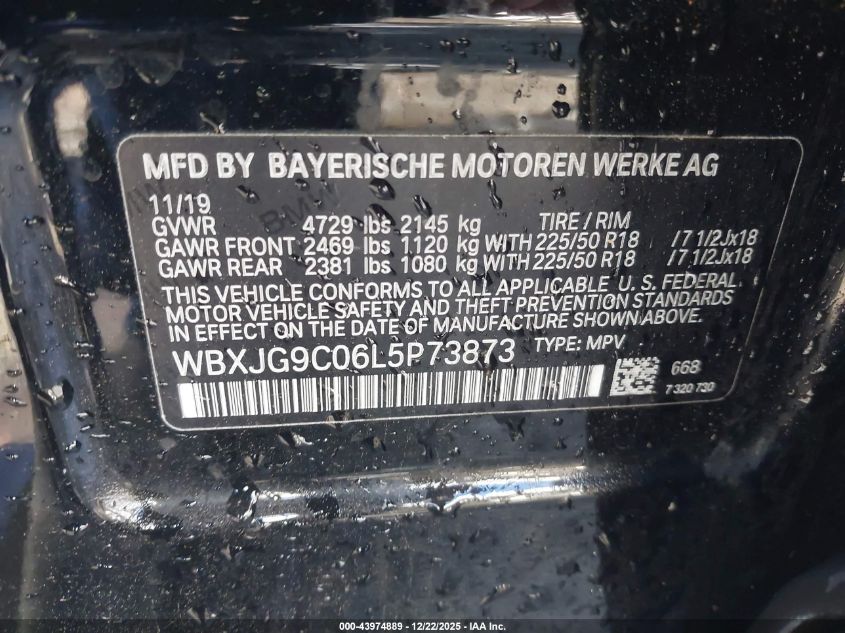 MFD BY BAYERISCHE MOTOREN WERKE AG
11/19
GVWR 4729 lbs 2145 kg TIRE / RIM
GAWR FRONT 2469 lbs 1120 kg WITH 225/50 R18 /7 1/2Jx18
GAWR REAR 2381 lbs 1080 kg WITH 225/50 R18 /7 1/2Jx18
THIS VEHICLE CONFORMS TO ALL APPLICABLE U. S. FEDERAL
MOTOR VEHICLE SAFETY AND THEFT PREVENTION STANDARDS
IN EFFECT ON THE DATE OF MANUFACTURE SHOWN ABOVE.
WBXJG9C06L5P73873 TYPE: MPV
668
7 320 730
000-43974889 - 12/22/2025 - IAA Inc.